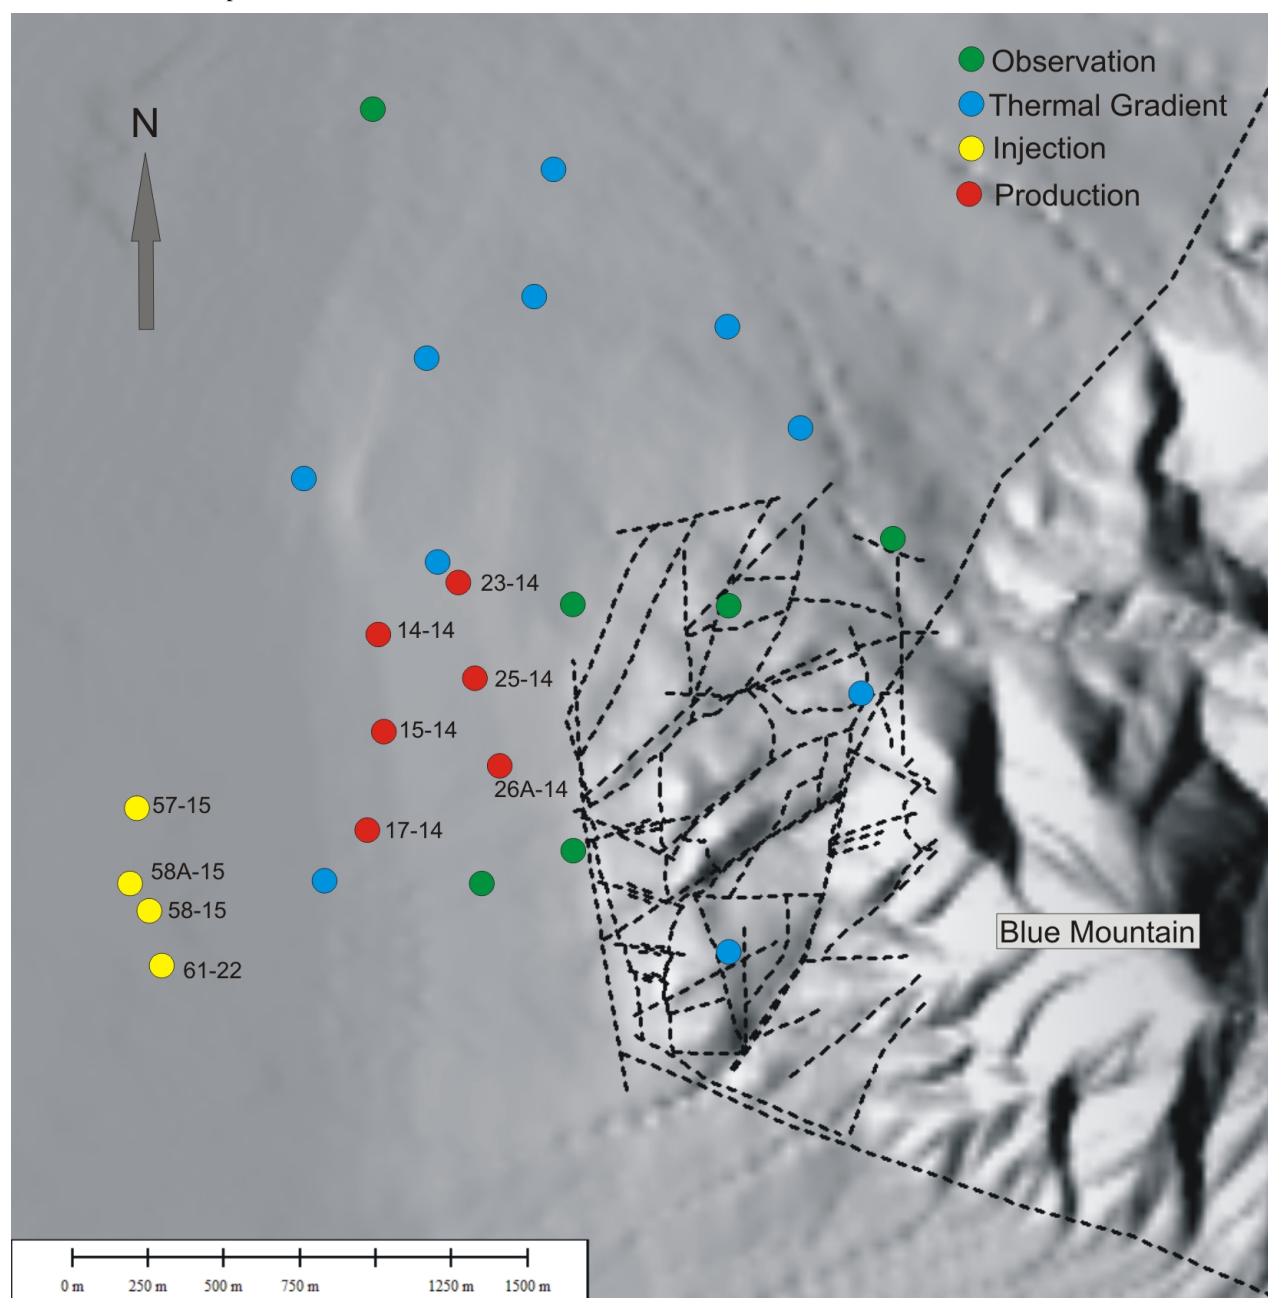 Observation
Thermal Gradient
Injection
Production
N
23-14
14-14
25-14
15-14
26A-14
17-14
57-15
58A-15
58-15
61-22
Blue Mountain
0 m 250 m 500 m 750 m 1250 m 1500 m